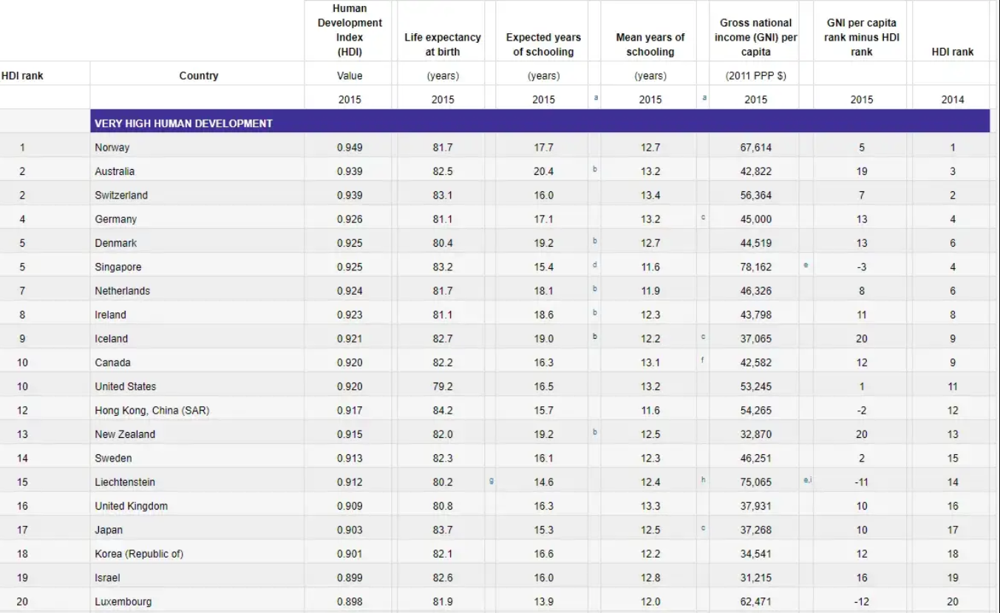 Human Development Index (HDI) Life expectancy at birth Expected years of schooling Mean years of schooling Gross national income (GNI) per capita GNI per capita rank minus HDI rank HDI rank
HDI rank Country Value (years) (years) (years) (2011 PPP $)
2015 2015 2015 a 2015 a 2015 2015 2014
VERY HIGH HUMAN DEVELOPMENT
1 Norway 0.949 81.7 17.7 12.7 67,614 5 1
2 Australia 0.939 82.5 20.4 b 13.2 42,822 19 3
2 Switzerland 0.939 83.1 16.0 13.4 56,364 7 2
4 Germany 0.926 81.1 17.1 13.2 c 45,000 13 4
5 Denmark 0.925 80.4 19.2 b 12.7 44,519 13 6
5 Singapore 0.925 83.2 15.4 d 11.6 78,162 e -3 4
7 Netherlands 0.924 81.7 18.1 b 11.9 46,326 8 6
8 Ireland 0.923 81.1 18.6 b 12.3 43,798 11 8
9 Iceland 0.921 82.7 19.0 b 12.2 c 37,065 20 9
10 Canada 0.920 82.2 16.3 13.1 f 42,582 12 9
10 United States 0.920 79.2 16.5 13.2 53,245 1 11
12 Hong Kong, China (SAR) 0.917 84.2 15.7 11.6 54,265 -2 12
13 New Zealand 0.915 82.0 19.2 b 12.5 32,870 20 13
14 Sweden 0.913 82.3 16.1 12.3 46,251 2 15
15 Liechtenstein 0.912 80.2 g 14.6 12.4 h 75,065 e,i -11 14
16 United Kingdom 0.909 80.8 16.3 13.3 37,931 10 16
17 Japan 0.903 83.7 15.3 12.5 c 37,268 10 17
18 Korea (Republic of) 0.901 82.1 16.6 12.2 34,541 12 18
19 Israel 0.899 82.6 16.0 12.8 31,215 16 19
20 Luxembourg 0.898 81.9 13.9 12.0 62,471 -12 20